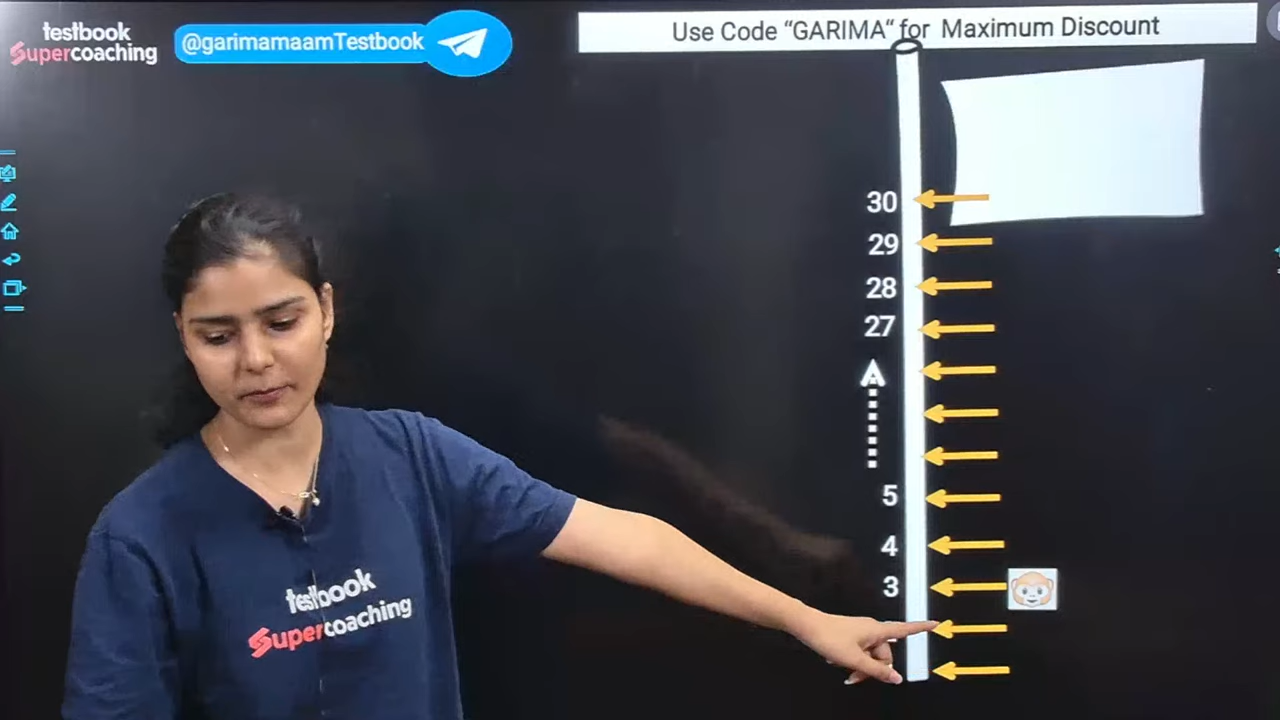 testbook
Supercoaching
@garimamaamTestbook
Use Code “GARIMA“ for Maximum Discount
30
29
28
27
5
4
3
testbook
Supercoaching